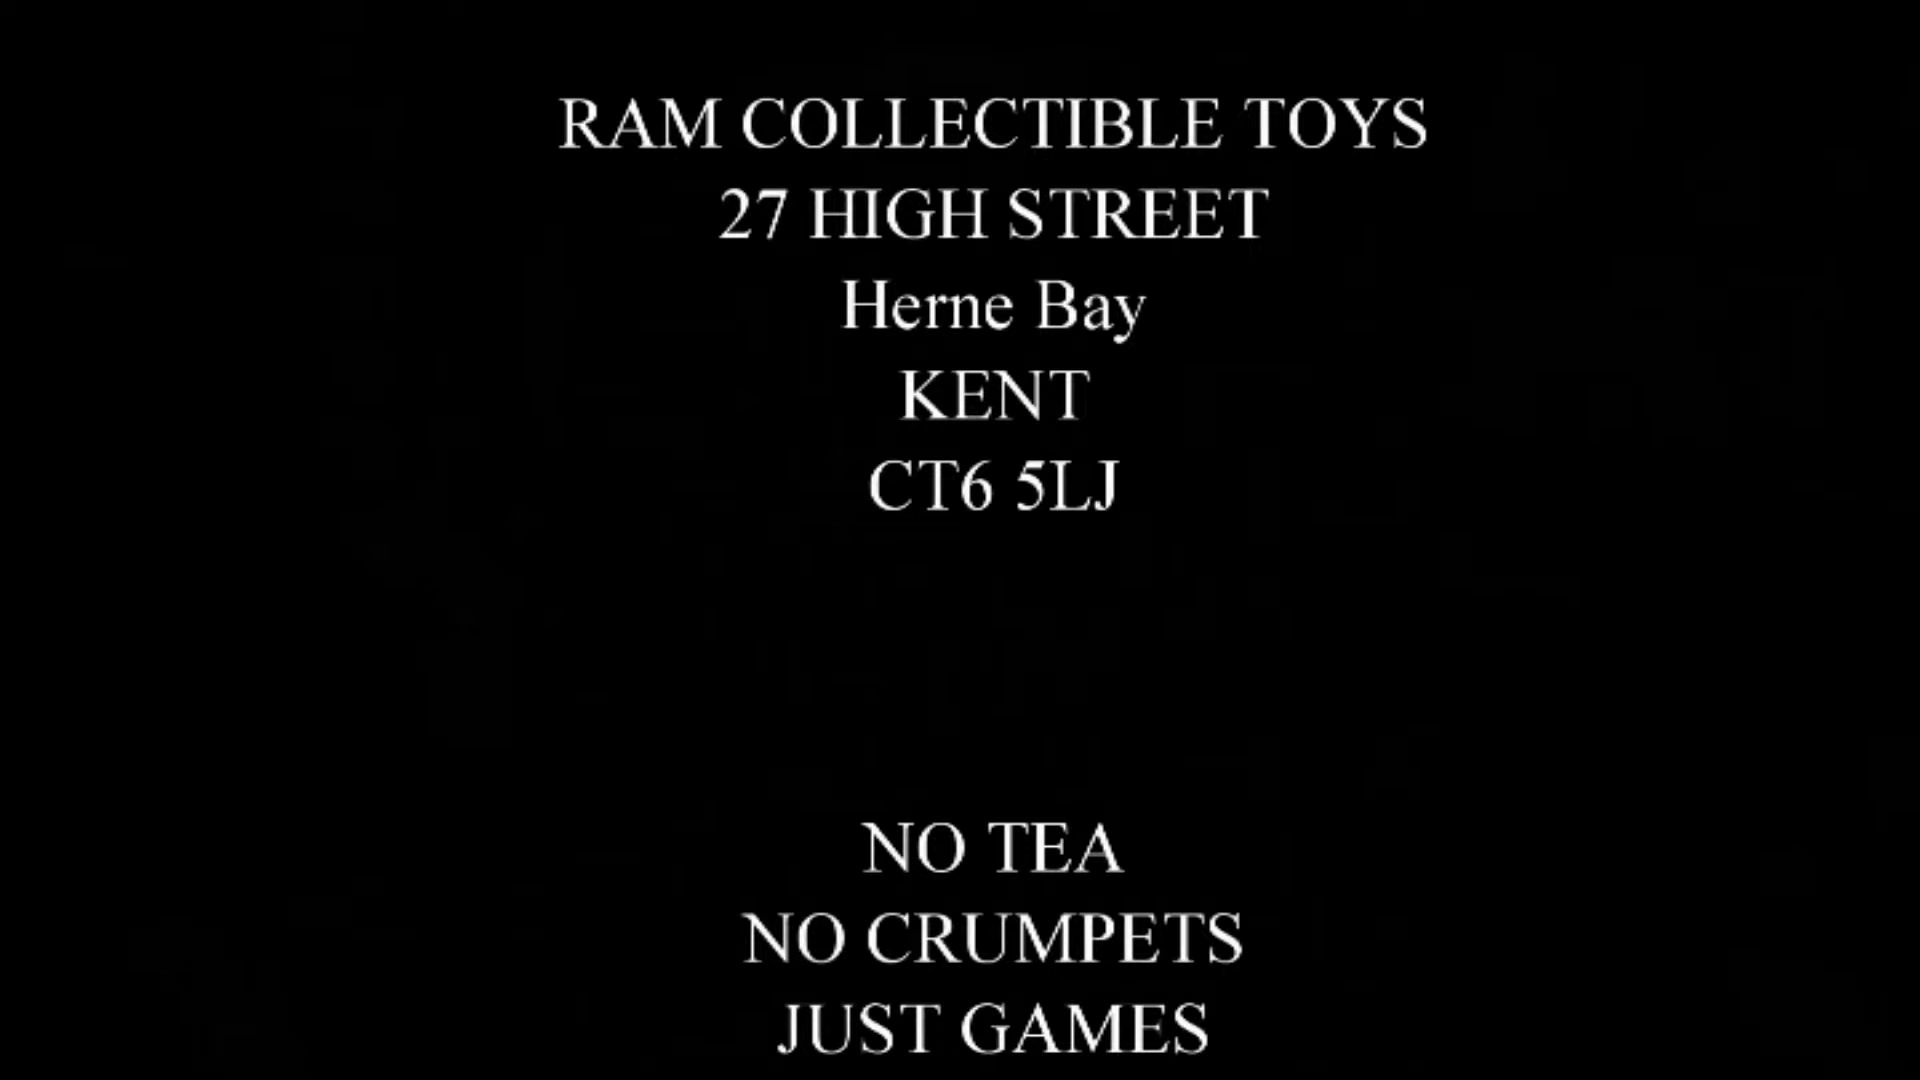 RAM COLLECTIBLE TOYS
27 HIGH STREET
Herne Bay
KENT
CT6 5LJ
NO TEA
NO CRUMPETS
JUST GAMES